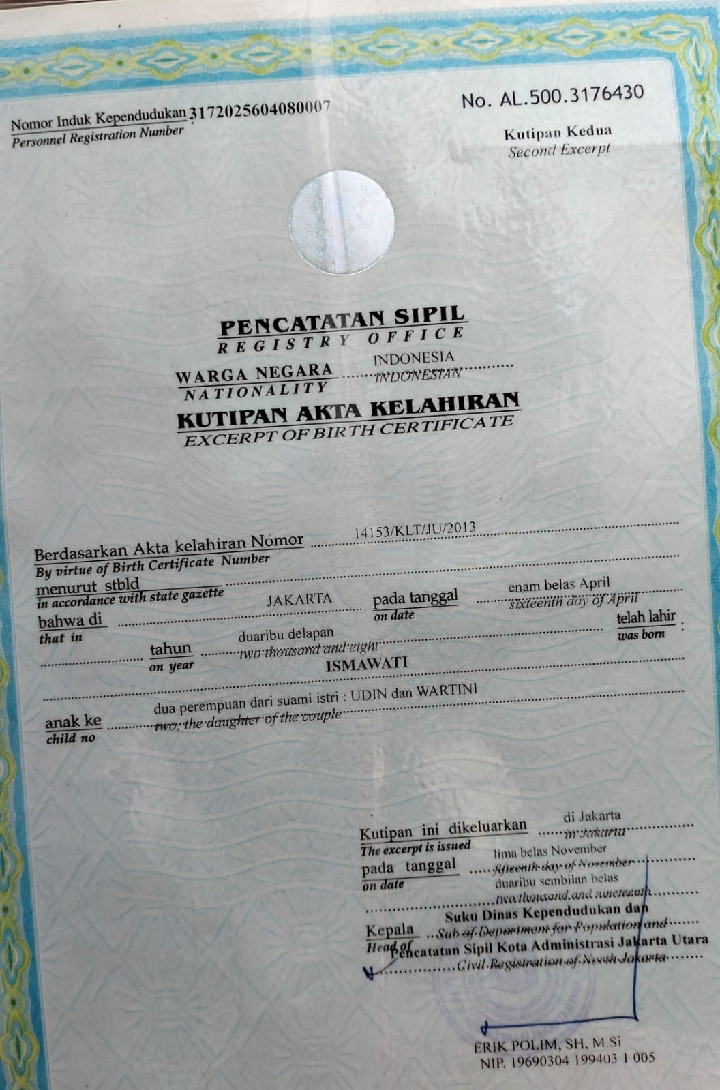 Nomor Induk Kependudukan 3172025604080007
Personnel Registration Number
No. AL.500.3176430
Kutipan Kedua
Second Excerpt
PENCATATAN SIPIL
REGISTRY OFFICE
WARGA NEGARA INDONESIA
NATIONALITY INDONESIAN
KUTIPAN AKTA KELAHIRAN
EXCERPT OF BIRTH CERTIFICATE
Berdasarkan Akta kelahiran Nomor 14153/KLT/JU/2013
By virtue of Birth Certificate Number
menurut stbld
in accordance with state gazette
bahwa di JAKARTA pada tanggal enam belas April
that in on date sixteenth day of April
tahun duaribu delapan telah lahir :
on year two thousand and eight was born
ISMAWATI
anak ke dua perempuan dari suami istri : UDIN dan WARTINI
child no two, the daughter of the couple
Kutipan ini dikeluarkan di Jakarta
The excerpt is issued in Jakarta
pada tanggal lima belas November
on date fifteenth day of November
duaribu sembilan belas
two thousand and nineteenth
Kepala Suku Dinas Kependudukan dan
Head of Sub of Department for Population and
Pencatatan Sipil Kota Administrasi Jakarta Utara
Civil Registration of North Jakarta
ERIK POLIM, SH, M.Si
NIP. 19690304 199403 1 005